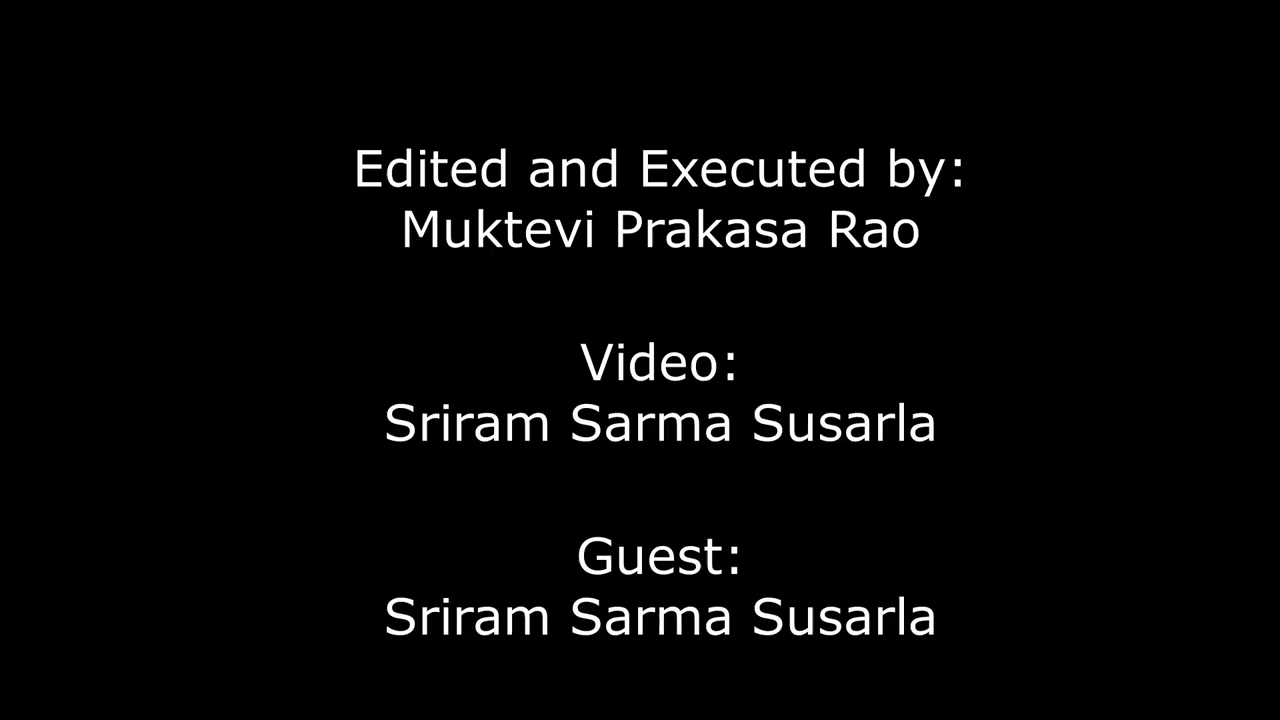 Edited and Executed by:
Muktevi Prakasa Rao
Video:
Sriram Sarma Susarla
Guest:
Sriram Sarma Susarla